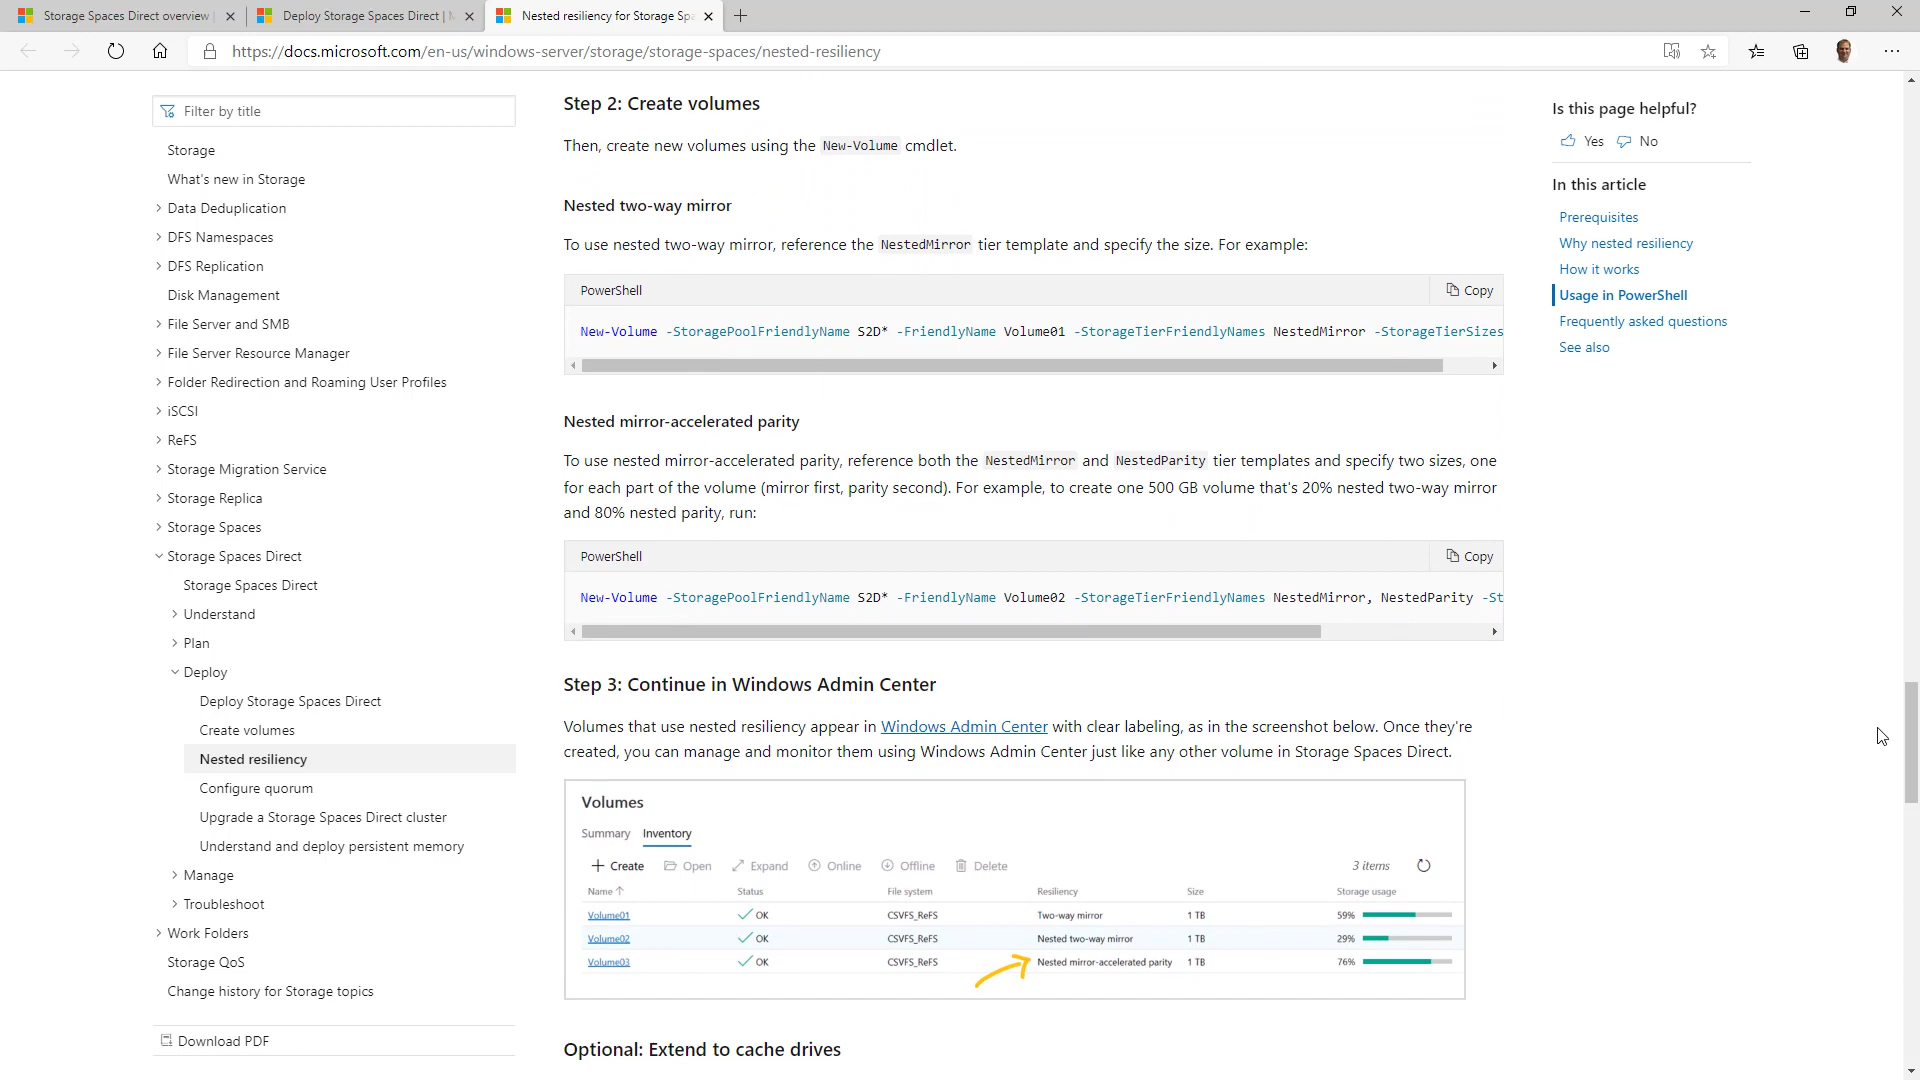 Storage Spaces Direct overview
Deploy Storage Spaces Direct | M
Nested resiliency for Storage Spa
https://docs.microsoft.com/en-us/windows-server/storage/storage-spaces/nested-resiliency
Filter by title
Storage
What's new in Storage
Data Deduplication
DFS Namespaces
DFS Replication
Disk Management
File Server and SMB
File Server Resource Manager
Folder Redirection and Roaming User Profiles
iSCSI
ReFS
Storage Migration Service
Storage Replica
Storage Spaces
Storage Spaces Direct
Storage Spaces Direct
Understand
Plan
Deploy
Deploy Storage Spaces Direct
Create volumes
Nested resiliency
Configure quorum
Upgrade a Storage Spaces Direct cluster
Understand and deploy persistent memory
Manage
Troubleshoot
Work Folders
Storage QoS
Change history for Storage topics
Download PDF
Step 2: Create volumes
Then, create new volumes using the New-Volume cmdlet.
Nested two-way mirror
To use nested two-way mirror, reference the NestedMirror tier template and specify the size. For example:
PowerShell Copy
New-Volume -StoragePoolFriendlyName S2D* -FriendlyName Volume01 -StorageTierFriendlyNames NestedMirror -StorageTierSizes
Nested mirror-accelerated parity
To use nested mirror-accelerated parity, reference both the NestedMirror and NestedParity tier templates and specify two sizes, one
for each part of the volume (mirror first, parity second). For example, to create one 500 GB volume that's 20% nested two-way mirror
and 80% nested parity, run:
PowerShell Copy
New-Volume -StoragePoolFriendlyName S2D* -FriendlyName Volume02 -StorageTierFriendlyNames NestedMirror, NestedParity -St
Step 3: Continue in Windows Admin Center
Volumes that use nested resiliency appear in Windows Admin Center with clear labeling, as in the screenshot below. Once they're
created, you can manage and monitor them using Windows Admin Center just like any other volume in Storage Spaces Direct.
Volumes
Summary Inventory
Create Open Expand Online Offline Delete 3 items
Name Status File system Resiliency Size Storage usage
Volume01 OK CSVFS_ReFS Two-way mirror 1 TB 59%
Volume02 OK CSVFS_ReFS Nested two-way mirror 1 TB 29%
Volume03 OK CSVFS_ReFS Nested mirror-accelerated parity 1 TB 76%
Optional: Extend to cache drives
Is this page helpful?
Yes No
In this article
Prerequisites
Why nested resiliency
How it works
Usage in PowerShell
Frequently asked questions
See also